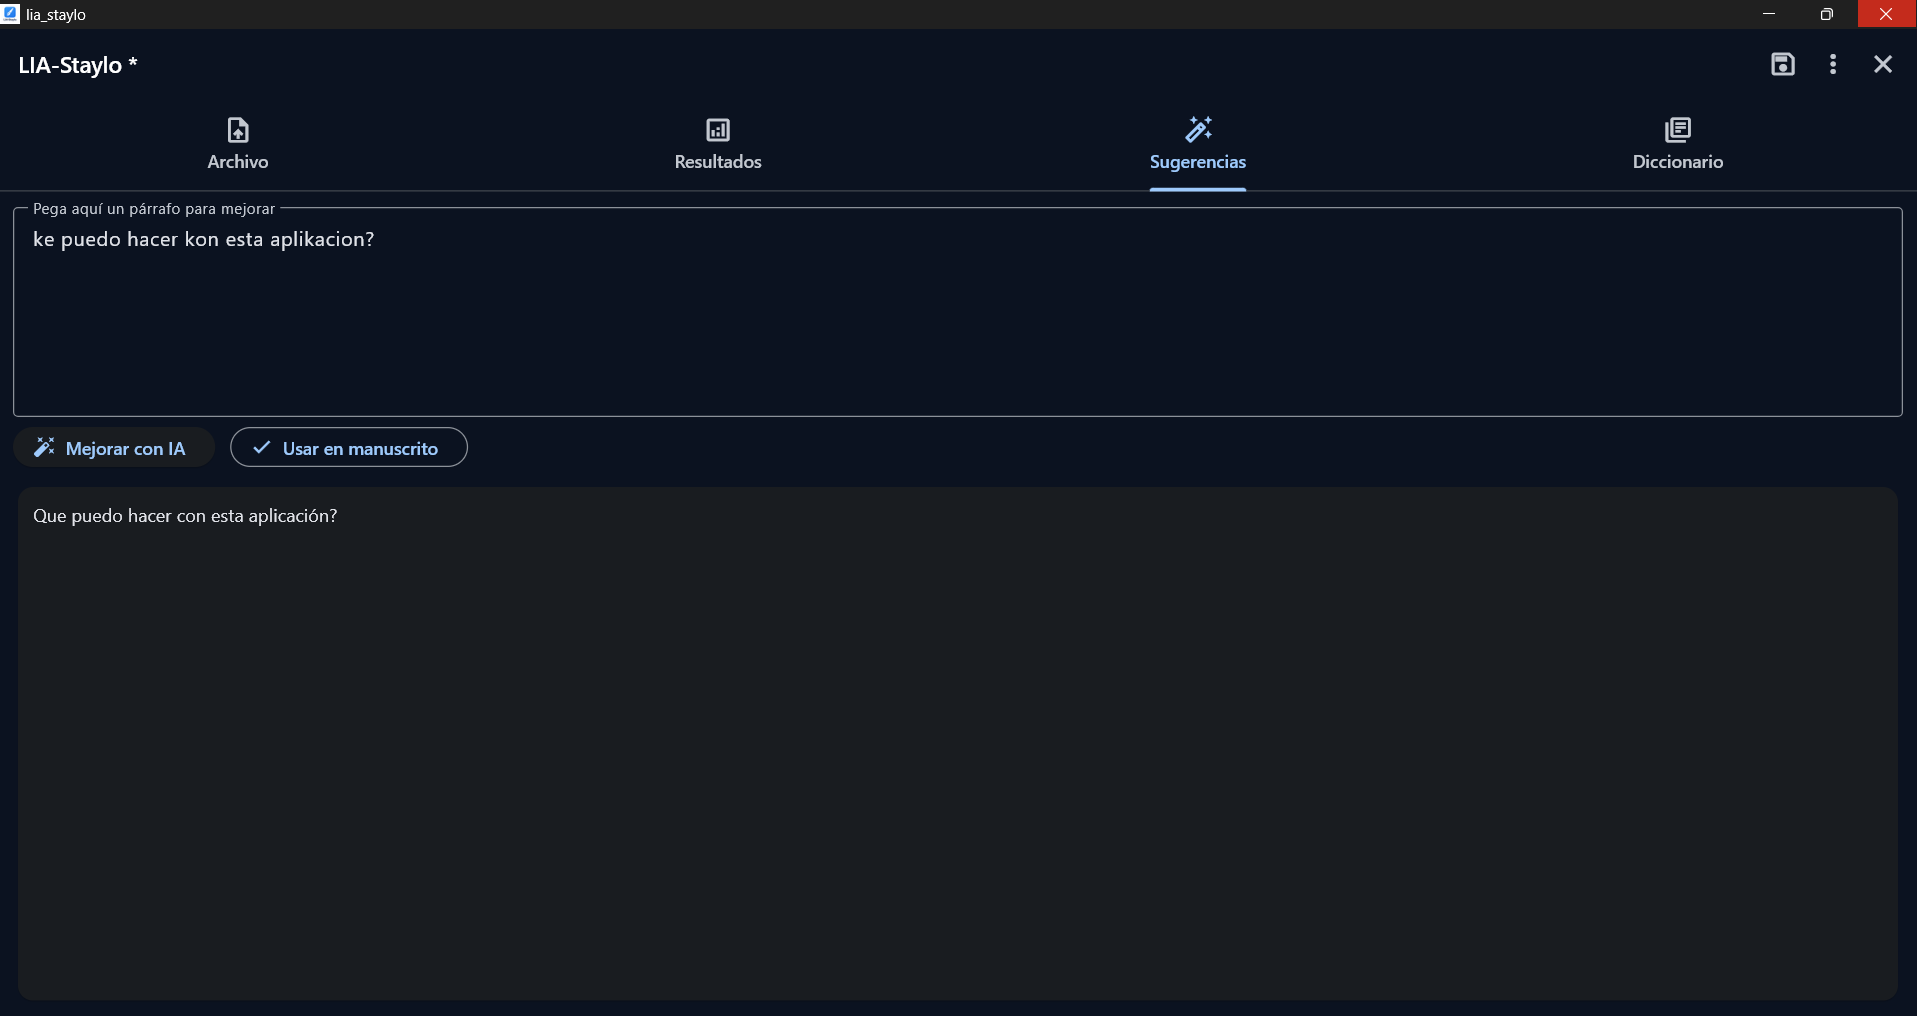 lia_staylo
LIA-Staylo *
Archivo
Resultados
Sugerencias
Diccionario
Pega aquí un párrafo para mejorar
ke puedo hacer kon esta aplikacion?
Mejorar con IA
Usar en manuscrito
Que puedo hacer con esta aplicación?